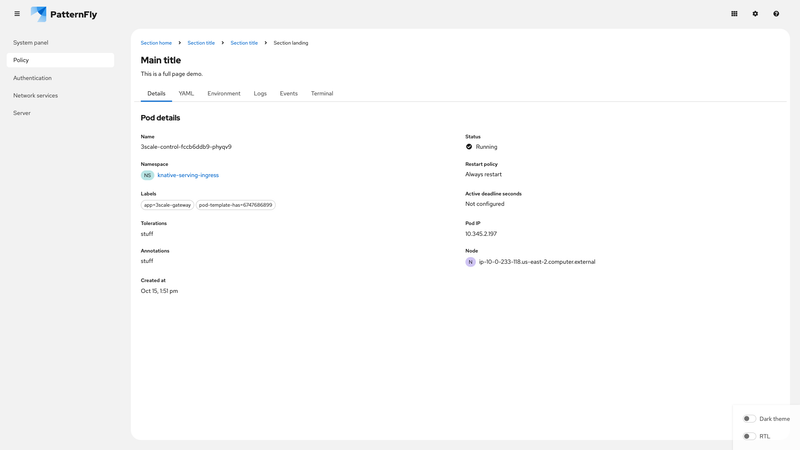 PatternFly
System panel
Policy
Authentication
Network services
Server
Section home Section title Section title Section landing
Main title
This is a full page demo.
Details YAML Environment Logs Events Terminal
Pod details
Name
3scale-control-fccb6ddb9-phyqv9
Status
Running
Namespace
NS knative-serving-ingress
Restart policy
Always restart
Labels
app=3scale-gateway pod-template-has=6747686899
Active deadline seconds
Not configured
Tolerations
stuff
Pod IP
10.345.2.197
Annotations
stuff
Node
N ip-10-0-233-118.us-east-2.computer.external
Created at
Oct 15, 1:51 pm
Dark theme
RTL